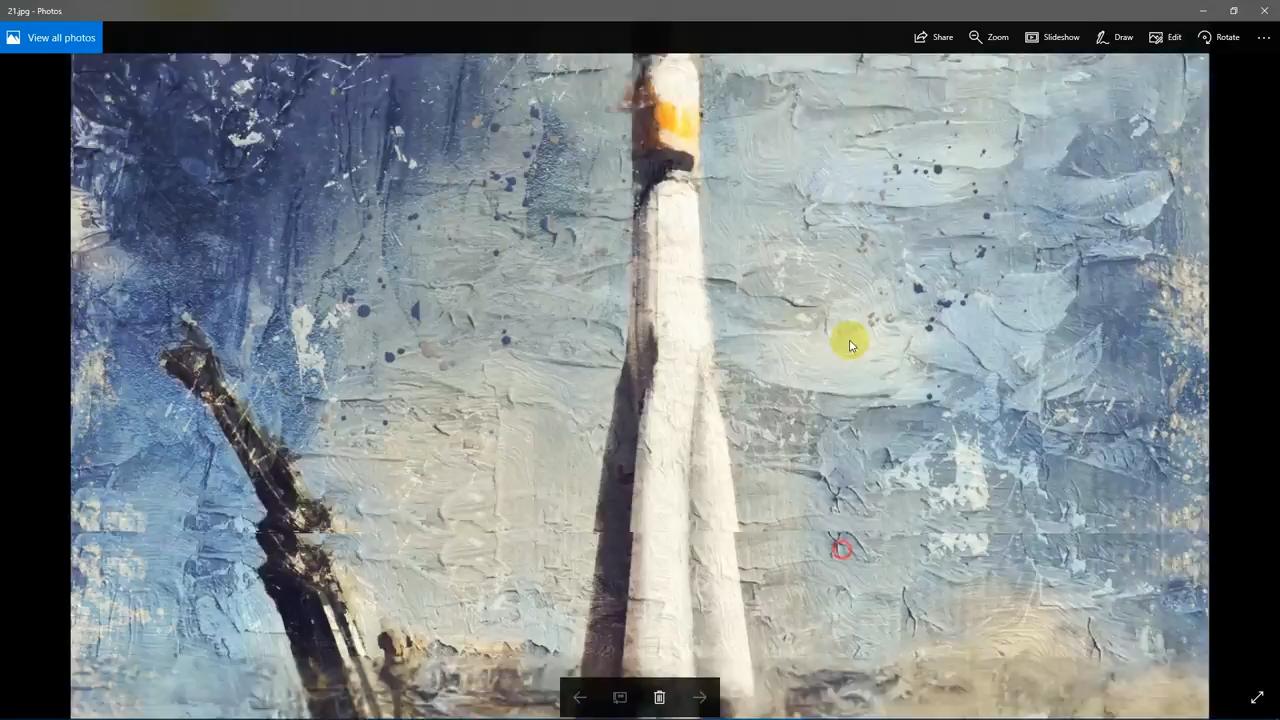 21.jpg - Photos
View all photos
Share
Zoom
Slideshow
Draw
Edit
Rotate